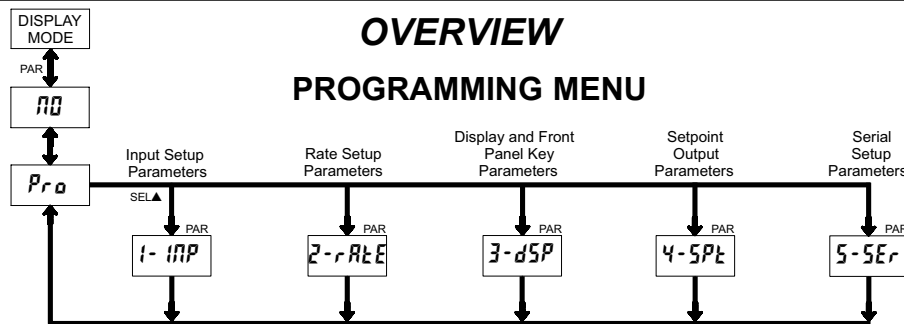 OVERVIEW
PROGRAMMING MENU
DISPLAY
MODE
PAR
NO
Pro
Input Setup
Parameters
Rate Setup
Parameters
Display and Front
Panel Key
Parameters
Setpoint
Output
Parameters
Serial
Setup
Parameters
SEL▲
PAR
PAR
PAR
PAR
PAR
1-INP
2-rAtE
3-dSP
4-SPt
5-SEr